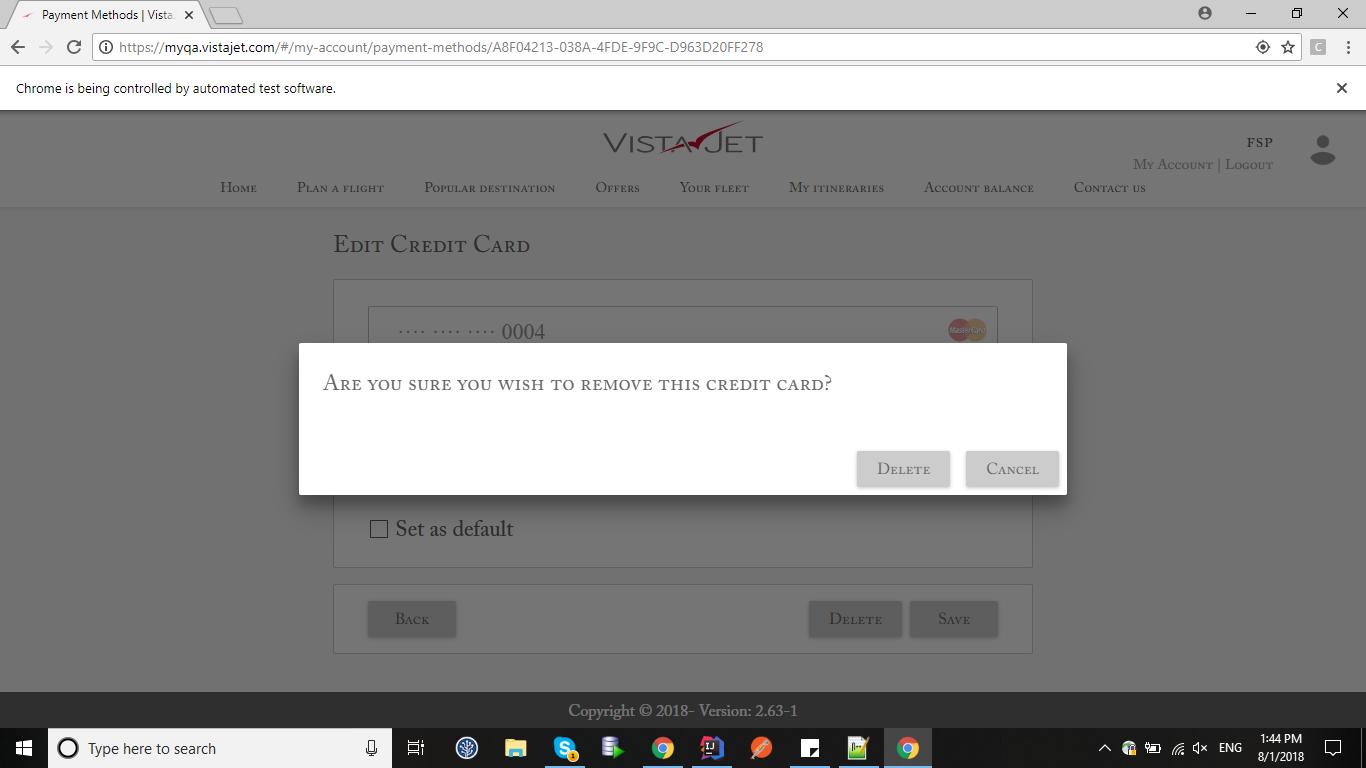 Payment Methods | Vista
https://myqa.vistajet.com/#/my-account/payment-methods/A8F04213-038A-4FDE-9F9C-D963D20FF278
C
Chrome is being controlled by automated test software.
VISTAJET
FSP
My Account | Logout
Home Plan a flight Popular destination Offers Your fleet My itineraries Account balance Contact us
Edit Credit Card
···· ···· ···· 0004 MasterCard
Are you sure you wish to remove this credit card?
Delete Cancel
Set as default
Back Delete Save
Copyright © 2018- Version: 2.63-1
Type here to search
1
IJ
ENG
1:44 PM
8/1/2018